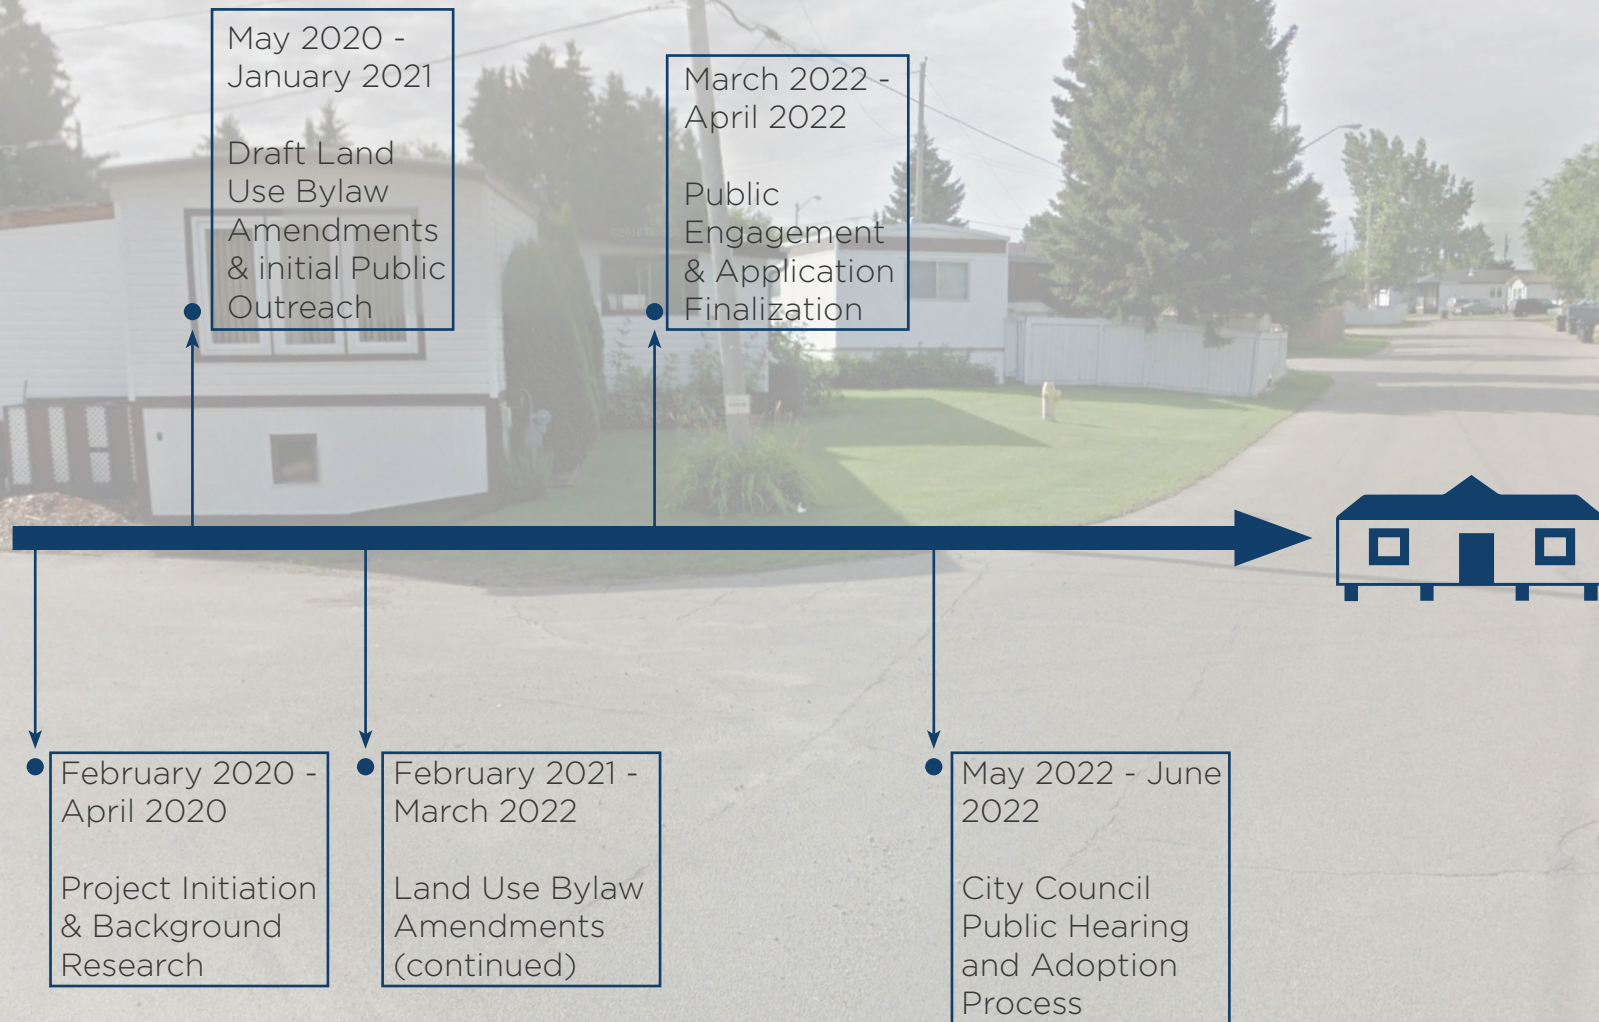 May 2020 -
January 2021
Draft Land
Use Bylaw
Amendments
& initial Public
Outreach
March 2022 -
April 2022
Public
Engagement
& Application
Finalization
February 2020 -
April 2020
Project Initiation
& Background
Research
February 2021 -
March 2022
Land Use Bylaw
Amendments
(continued)
May 2022 - June
2022
City Council
Public Hearing
and Adoption
Process